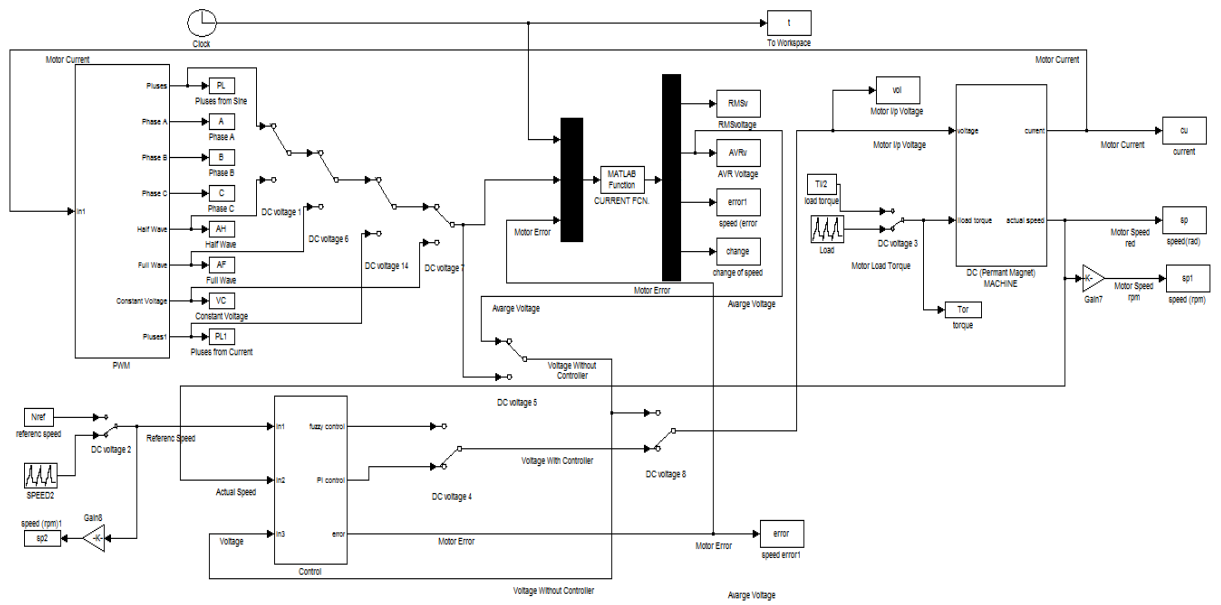 t
Clock
To Workspace
Motor Current
Motor Current
Pluses
PL
Pluses from Sine
Phase A
A
Phase A
Phase B
B
Phase B
Phase C
C
Phase C
In1
Half Wave
AH
Half Wave
Full Wave
AF
Full Wave
Constant Voltage
VC
Constant Voltage
Pluses1
PL1
Pluses from Current
PWM
DC voltage 1
DC voltage 6
DC voltage 14
DC voltage 7
Motor Error
MATLAB
Function
CURRENT FCN.
RMSv
RMSvoltage
AVRv
AVR Voltage
error1
speed (error
change
change of speed
Motor Error
Avarge Voltage
Avarge Voltage
vol
Motor I/p Voltage
Motor I/p Voltage
voltage
current
Motor Current
cu
current
Tl/2
load torque
Load
DC voltage 3
Motor Load Torque
lload torque
actual speed
DC (Permant Magnet)
MACHINE
Motor Speed
red
sp
speed(rad)
-K-
Gain7
Motor Speed
rpm
sp1
speed (rpm)
Tor
torque
Voltage Without
Controller
DC voltage 5
Nref
referenc speed
DC voltage 2
Referenc Speed
SPEED2
speed (rpm)1
sp2
Gain8
-K-
In1
fuzzy control
In2
PI control
Actual Speed
In3
error
Voltage
Control
DC voltage 4
Voltage With Controller
DC voltage 8
Motor Error
Motor Error
error
speed error1
Voltage Without Controller
Avarge Voltage